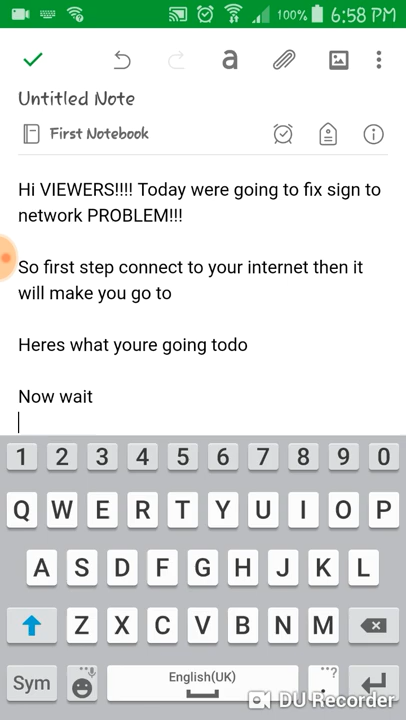 100% 6:58 PM
a
Untitled Note
First Notebook
Hi VIEWERS!!!! Today were going to fix sign to
network PROBLEM!!!
So first step connect to your internet then it
will make you go to
Heres what youre going todo
Now wait
1 2 3 4 5 6 7 8 9 0
Q W E R T Y U I O P
A S D F G H J K L
Z X C V B N M
Sym English(UK) . ...?
DU Recorder